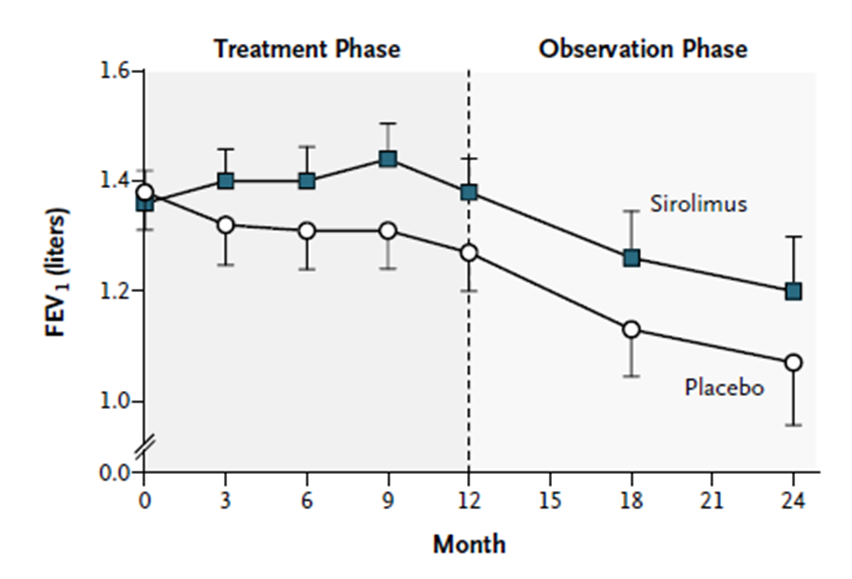 Treatment Phase
Observation Phase
1.6
1.4
1.2
1.0
0.0
FEV1 (liters)
Sirolimus
Placebo
0 3 6 9 12 15 18 21 24
Month